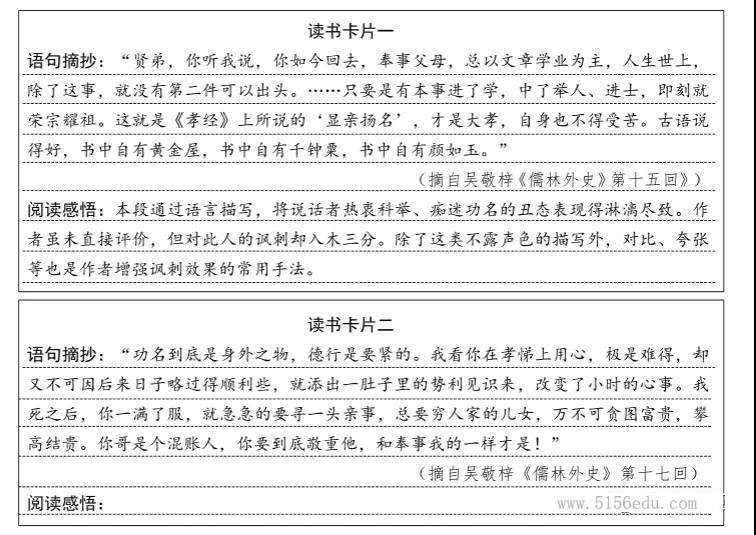 读书卡片一
语句摘抄：“贤弟，你听我说，你如今回去，奉事父母，总以文章学业为主，人生世上，
除了这事，就没有第二件可以出头。……只要是有本事进了学，中了举人、进士，即刻就
荣宗耀祖。这就是《孝经》上所说的‘显亲扬名’，才是大孝，自身也不得受苦。古语说
得好，书中自有黄金屋，书中自有千钟粟，书中自有颜如玉。”
（摘自吴敬梓《儒林外史》第十五回》）
阅读感悟：本段通过语言描写，将说话者热衷科举、痴迷功名的丑态表现得淋漓尽致。作
者虽未直接评价，但对此人的讽刺却入木三分。除了这类不露声色的描写外，对比、夸张
等也是作者增强讽刺效果的常用手法。
读书卡片二
语句摘抄：“功名到底是身外之物，德行是要紧的。我看你在孝悌上用心，极是难得，却
又不可因后来日子略过得顺利些，就添出一肚子里的势利见识来，改变了小时的心事。我
死之后，你一满了服，就急急的要寻一头亲事，总要穷人家的儿女，万不可贪图富贵，攀
高结贵。你哥是个混账人，你要到底敬重他，和奉事我的一样才是！”
（摘自吴敬梓《儒林外史》第十七回）
阅读感悟：
www.5156edu.com